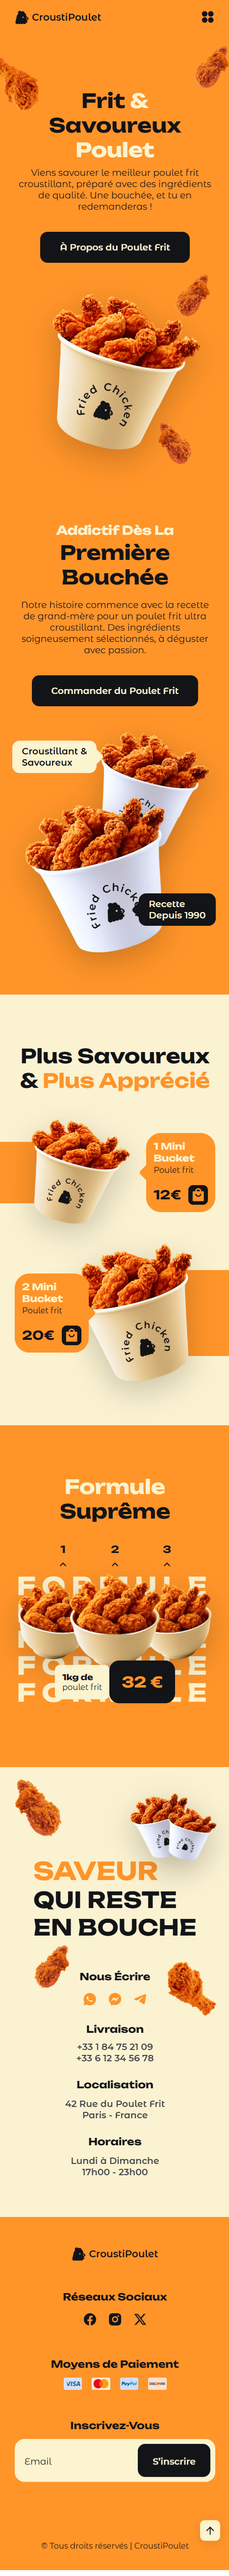 CroustiPoulet
Frit &
Savoureux
Poulet
Viens savourer le meilleur poulet frit
croustillant, préparé avec des ingrédients
de qualité. Une bouchée, et tu en
redemanderas !
À Propos du Poulet Frit
Fried Chicken
Addictif Dès La
Première
Bouchée
Notre histoire commence avec la recette
de grand-mère pour un poulet frit ultra
croustillant. Des ingrédients
soigneusement sélectionnés, à déguster
avec passion.
Commander du Poulet Frit
Croustillant &
Savoureux
Fried Chicken
Recette
Depuis 1990
Plus Savoureux
& Plus Apprécié
Fried Chicken
1 Mini
Bucket
Poulet frit
12€
2 Mini
Bucket
Poulet frit
20€
Fried Chicken
Formule
Suprême
1 2 3
FORMULE
FORMULE
FORMULE
1kg de
poulet frit
32 €
SAVEUR
QUI RESTE
EN BOUCHE
Nous Écrire
Livraison
+33 1 84 75 21 09
+33 6 12 34 56 78
Localisation
42 Rue du Poulet Frit
Paris - France
Horaires
Lundi à Dimanche
17h00 - 23h00
CroustiPoulet
Réseaux Sociaux
Moyens de Paiement
VISA PayPal DISCOVER
Inscrivez-Vous
Email
S'inscrire
© Tous droits réservés | CroustiPoulet